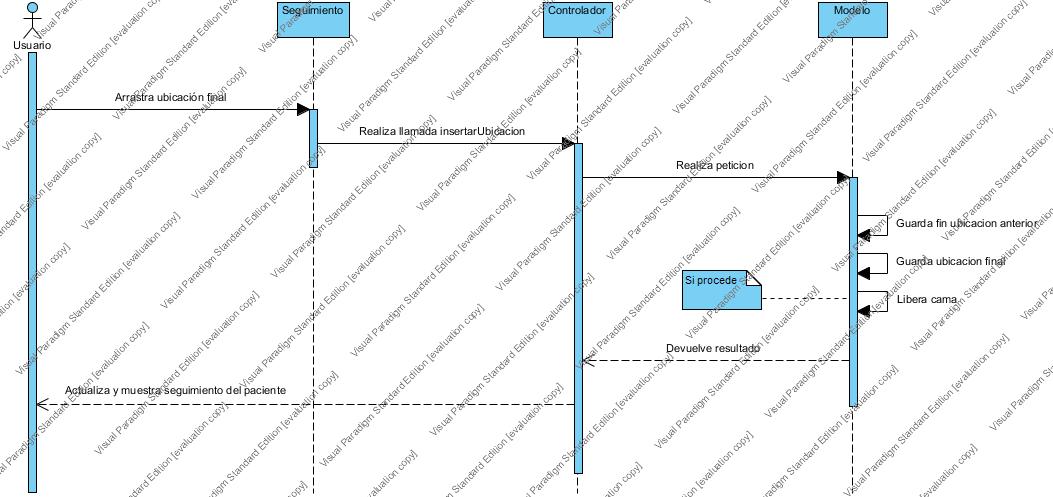 Usuario
Seguimiento
Controlador
Modelo
Arrastra ubicación final
Realiza llamada insertarUbicacion
Realiza peticion
Guarda fin ubicacion anterior
Guarda ubicacion final
Si procede
Libera cama
Devuelve resultado
Actualiza y muestra seguimiento del paciente
Visual Paradigm Standard Edition [evaluation copy]